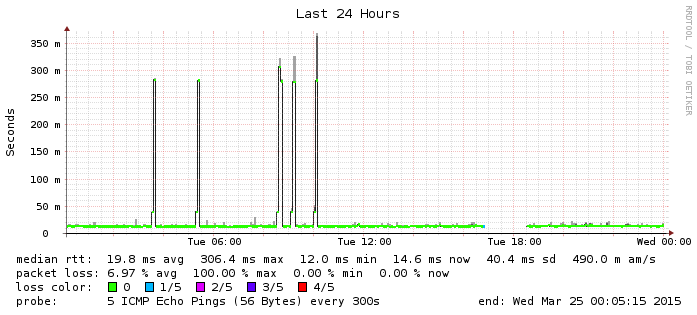 Last 24 Hours
RRDTOOL / TOBI OETIKER
Seconds
350 m
300 m
250 m
200 m
150 m
100 m
50 m
0
Tue 06:00 Tue 12:00 Tue 18:00 Wed 00:00
median rtt: 19.8 ms avg 306.4 ms max 12.0 ms min 14.6 ms now 40.4 ms sd 490.0 m am/s
packet loss: 6.97 % avg 100.00 % max 0.00 % min 0.00 % now
loss color: 0 1/5 2/5 3/5 4/5
probe: 5 ICMP Echo Pings (56 Bytes) every 300s end: Wed Mar 25 00:05:15 2015